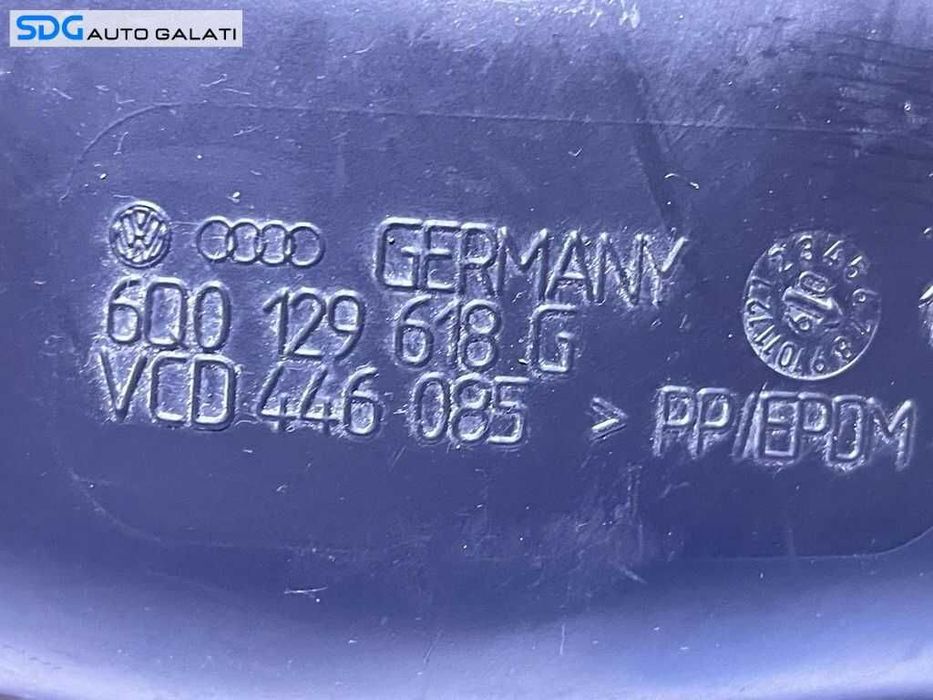 SDG AUTO GALATI
GERMANY
6Q0 129 618 G
VCD 446 085 > PP/EPDM